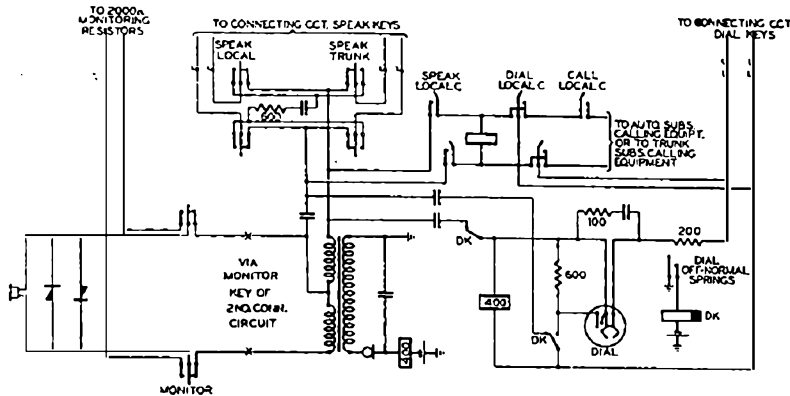 TO 2000Ω
MONITORING
RESISTORS
TO CONNECTING CCT. SPEAK KEYS
SPEAK
LOCAL
SPEAK
TRUNK
TO CONNECTING CCT.
DIAL KEYS
600
SPEAK
LOCAL C
DIAL
LOCAL C
CALL
LOCAL C
TO AUTO SUBS.
CALLING EQUIPT.
OR TO TRUNK
SUBS. CALLING
EQUIPMENT
VIA
MONITOR
KEY OF
2ND. CONN.
CIRCUIT
DK
100
200
600
400
DIAL
OFF-NORMAL
SPRINGS
DK
DK
DIAL
MONITOR